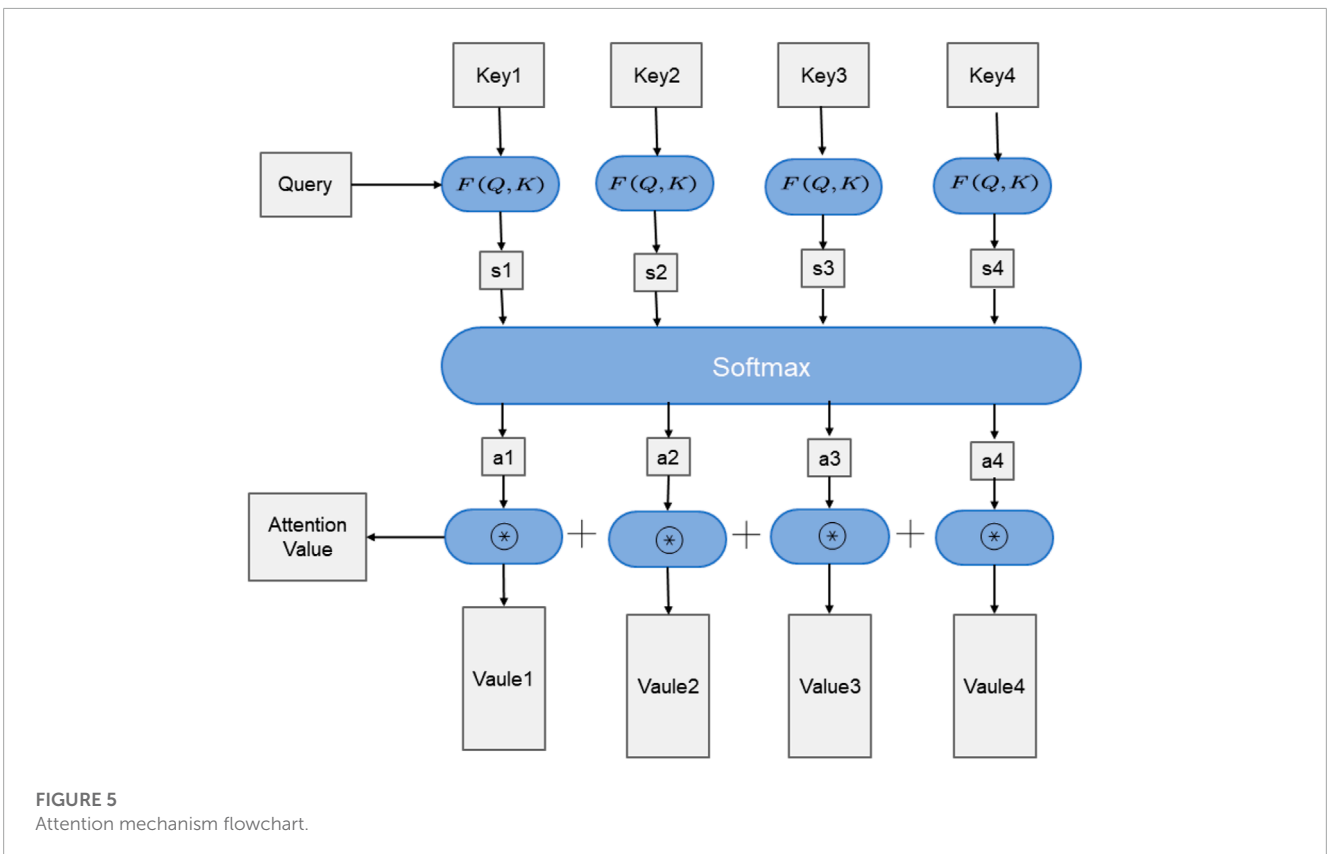 Key1 Key2 Key3 Key4
Query F(Q,K) F(Q,K) F(Q,K) F(Q,K)
s1 s2 s3 s4
Softmax
a1 a2 a3 a4
Attention
Value
⊛ + ⊛ + ⊛ + ⊛
Vaule1 Vaule2 Value3 Vaule4
FIGURE 5
Attention mechanism flowchart.